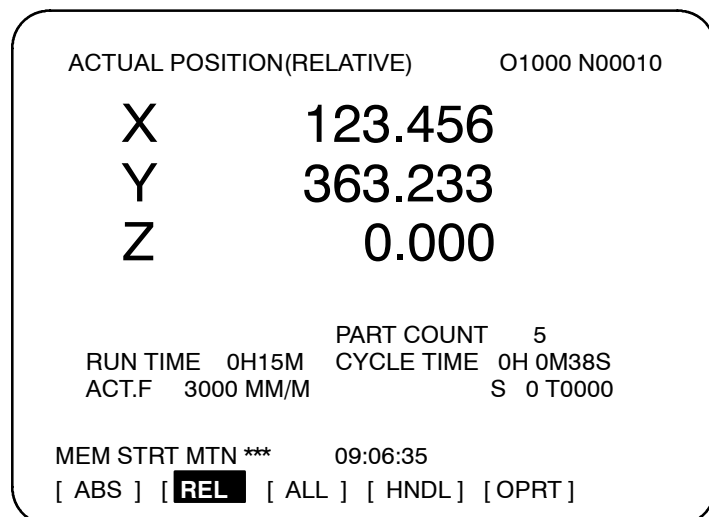 ACTUAL POSITION(RELATIVE) O1000 N00010
X 123.456
Y 363.233
Z 0.000
PART COUNT 5
RUN TIME 0H15M CYCLE TIME 0H 0M38S
ACT.F 3000 MM/M S 0 T0000
MEM STRT MTN *** 09:06:35
[ ABS ] [ REL [ ALL ] [ HNDL ] [ OPRT ]